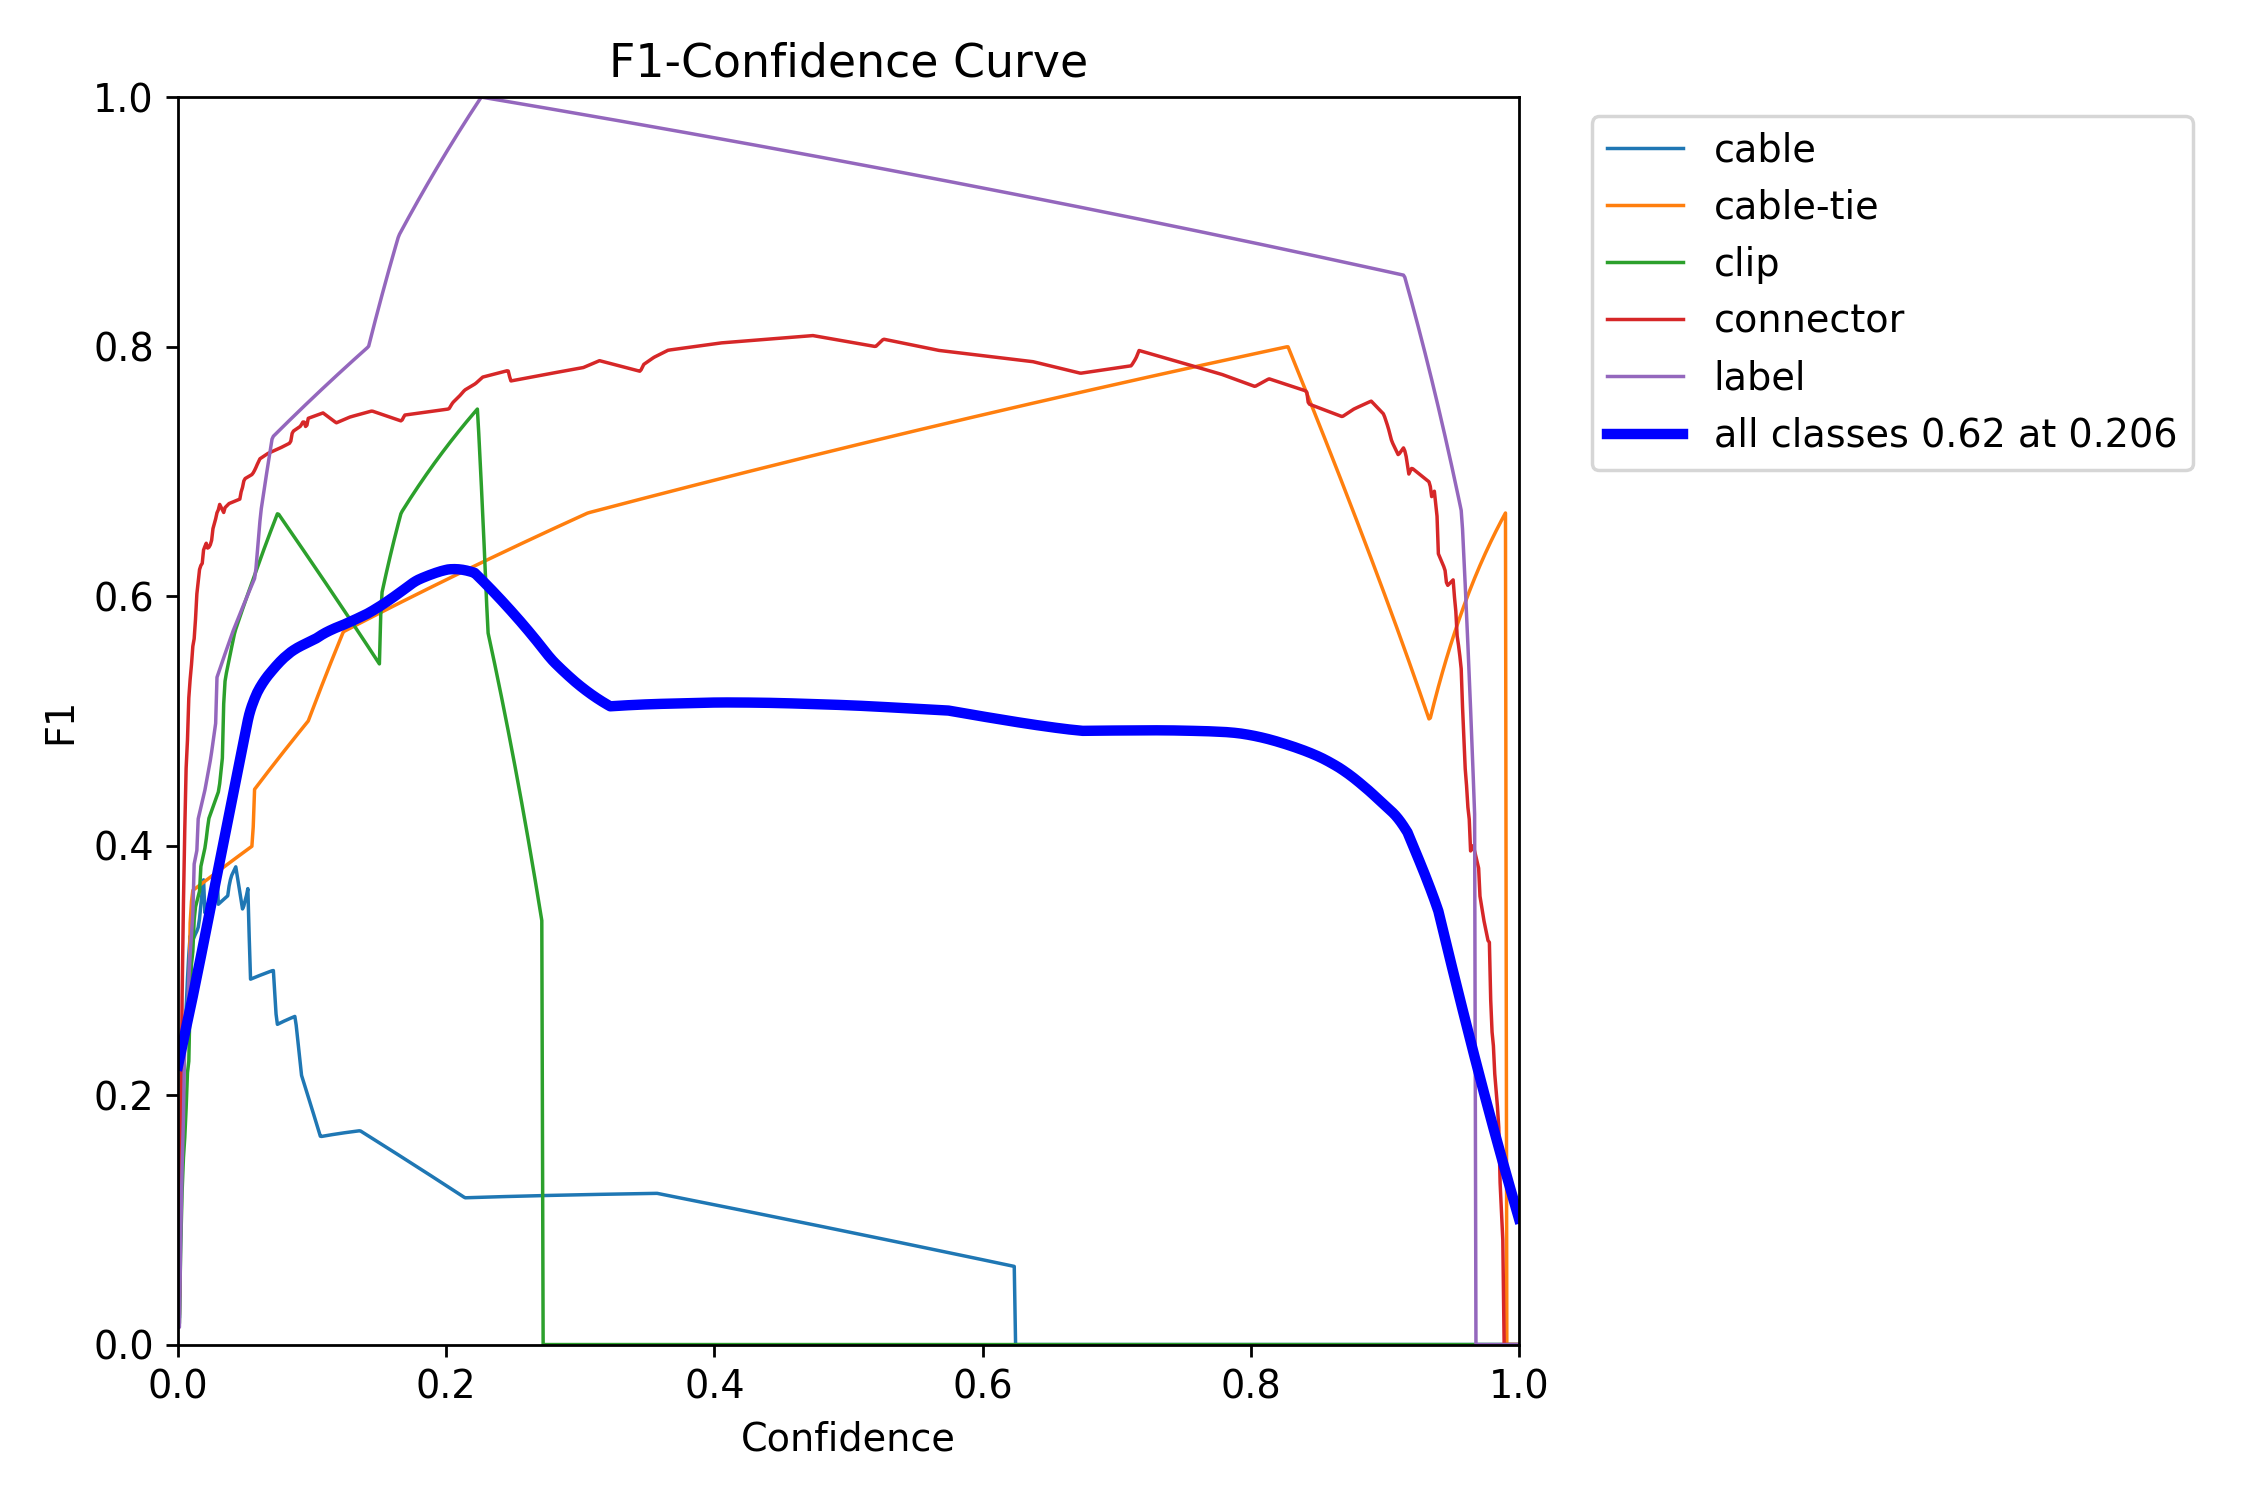 F1-Confidence Curve
1.0
0.8
0.6
0.4
0.2
0.0
F1
0.0 0.2 0.4 0.6 0.8 1.0
Confidence
cable
cable-tie
clip
connector
label
all classes 0.62 at 0.206